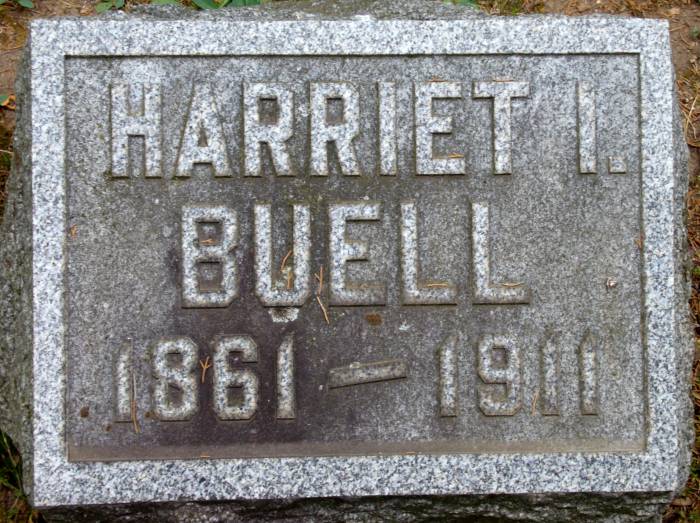 HARRIET I.
BUELL
1861 — 1911